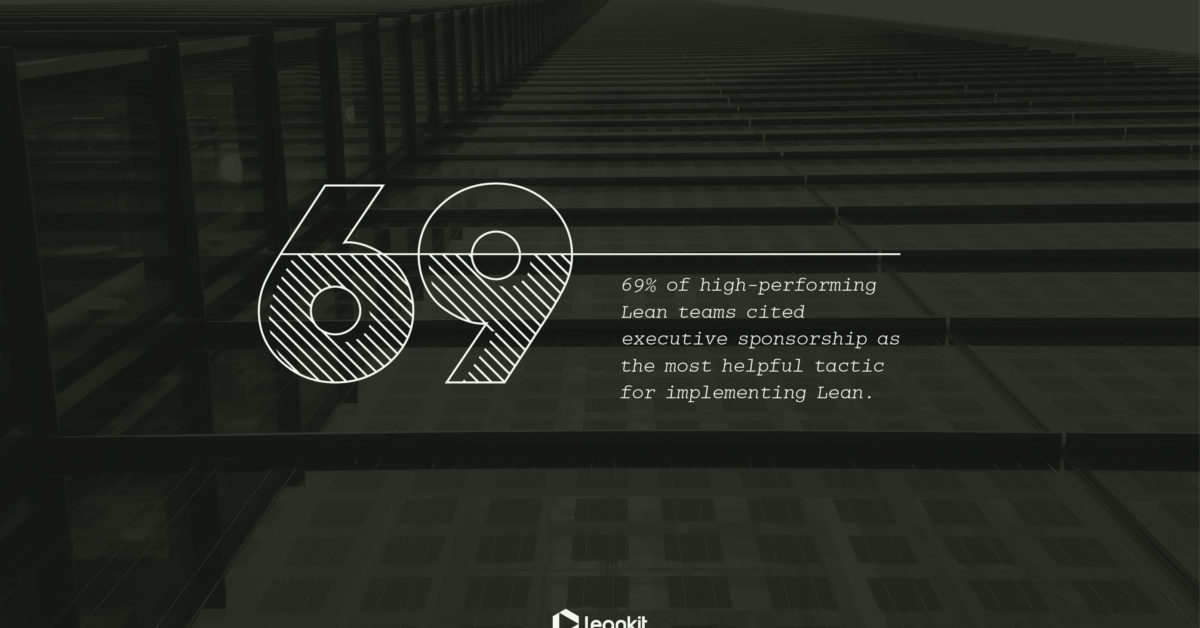 69
69% of high-performing
Lean teams cited
executive sponsorship as
the most helpful tactic
for implementing Lean.
leankit